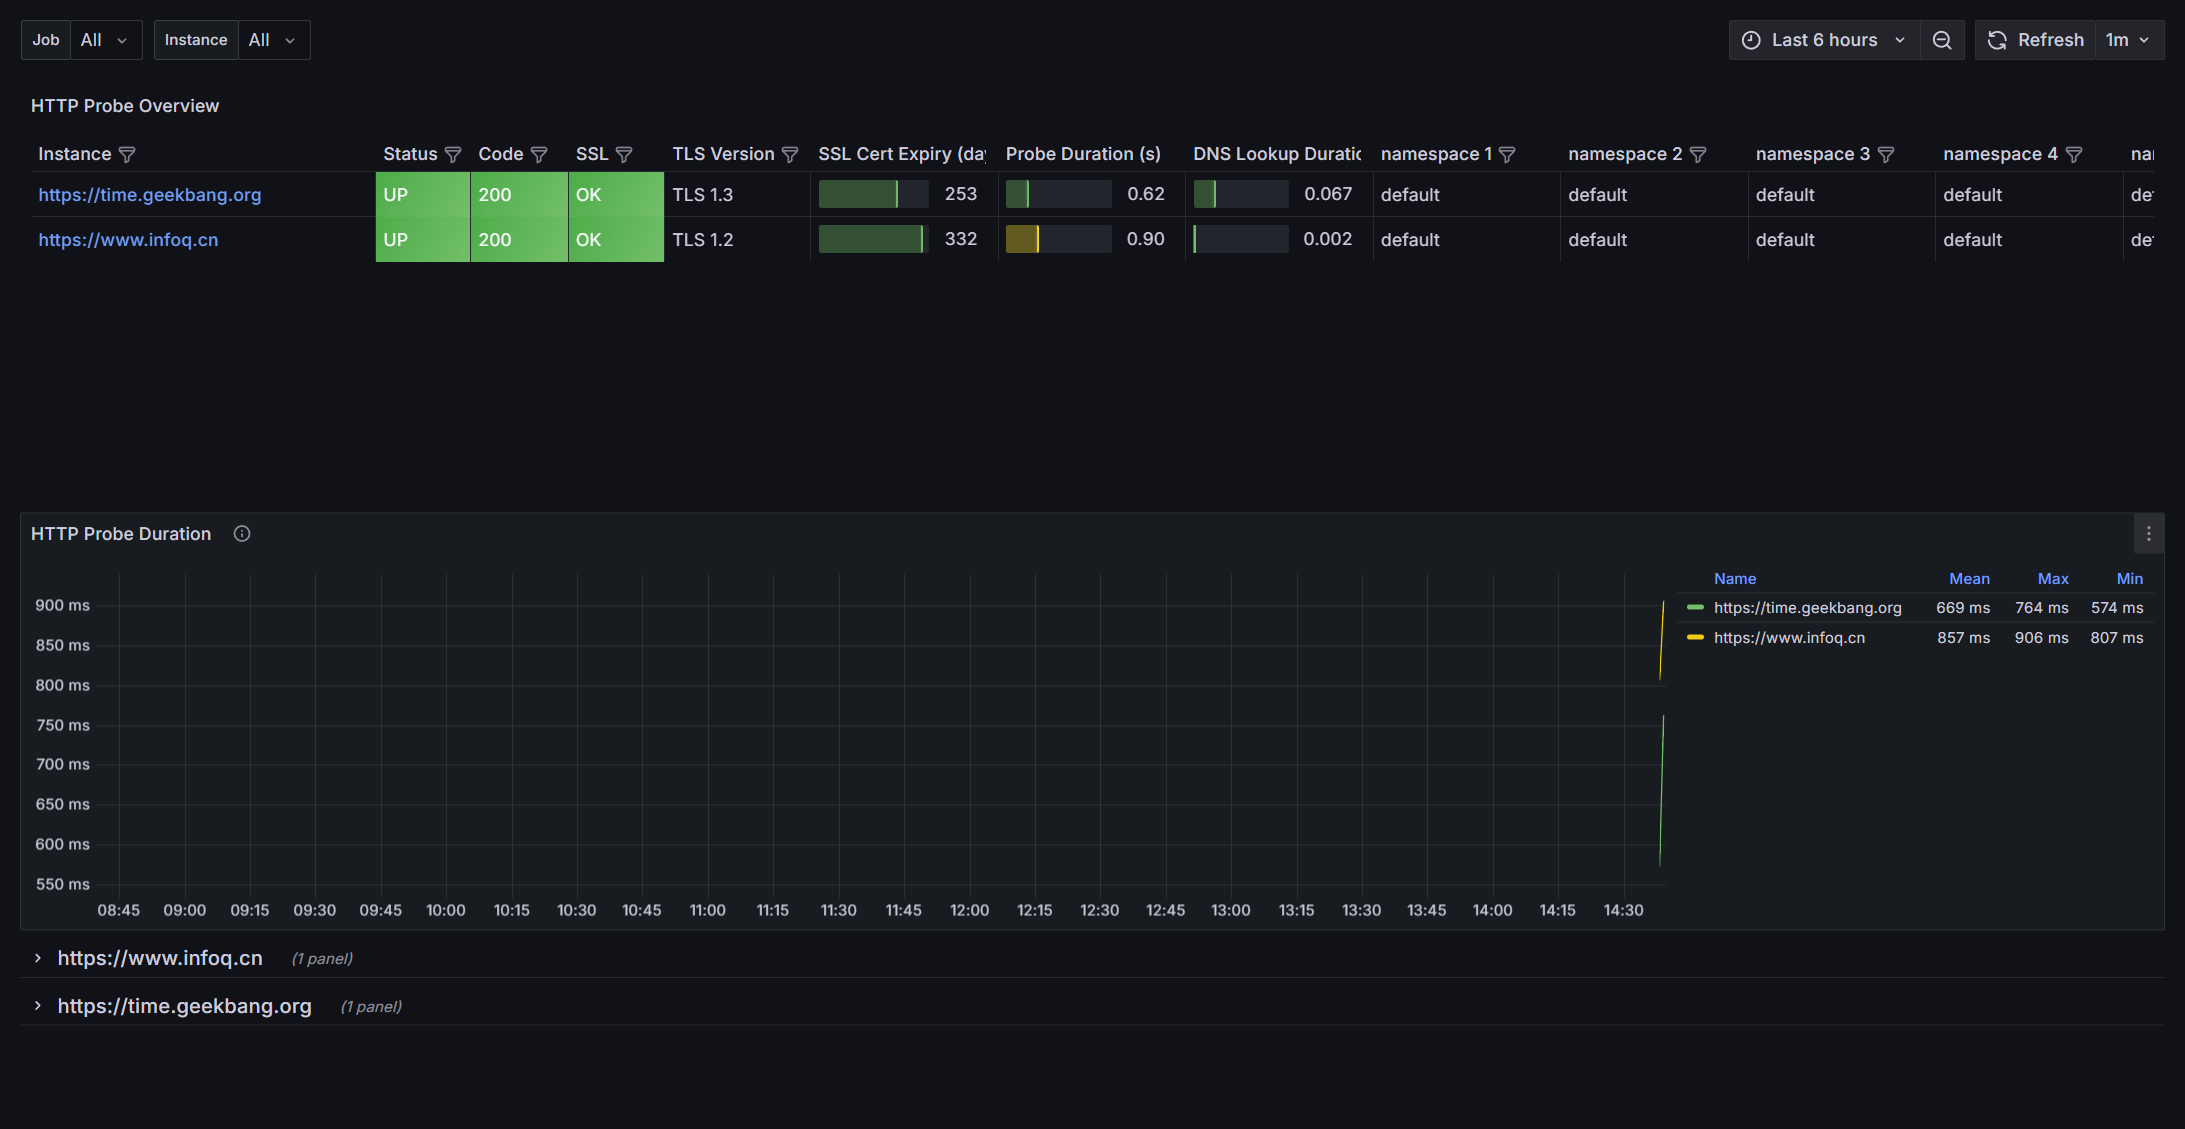 Job All Instance All Last 6 hours Refresh 1m
HTTP Probe Overview
Instance Status Code SSL TLS Version SSL Cert Expiry (day Probe Duration (s) DNS Lookup Duratic namespace 1 namespace 2 namespace 3 namespace 4 nar
https://time.geekbang.org UP 200 OK TLS 1.3 253 0.62 0.067 default default default default de
https://www.infoq.cn UP 200 OK TLS 1.2 332 0.90 0.002 default default default default de
HTTP Probe Duration
Name Mean Max Min
https://time.geekbang.org 669 ms 764 ms 574 ms
https://www.infoq.cn 857 ms 906 ms 807 ms
900 ms
850 ms
800 ms
750 ms
700 ms
650 ms
600 ms
550 ms
08:45 09:00 09:15 09:30 09:45 10:00 10:15 10:30 10:45 11:00 11:15 11:30 11:45 12:00 12:15 12:30 12:45 13:00 13:15 13:30 13:45 14:00 14:15 14:30
https://www.infoq.cn (1 panel)
https://time.geekbang.org (1 panel)